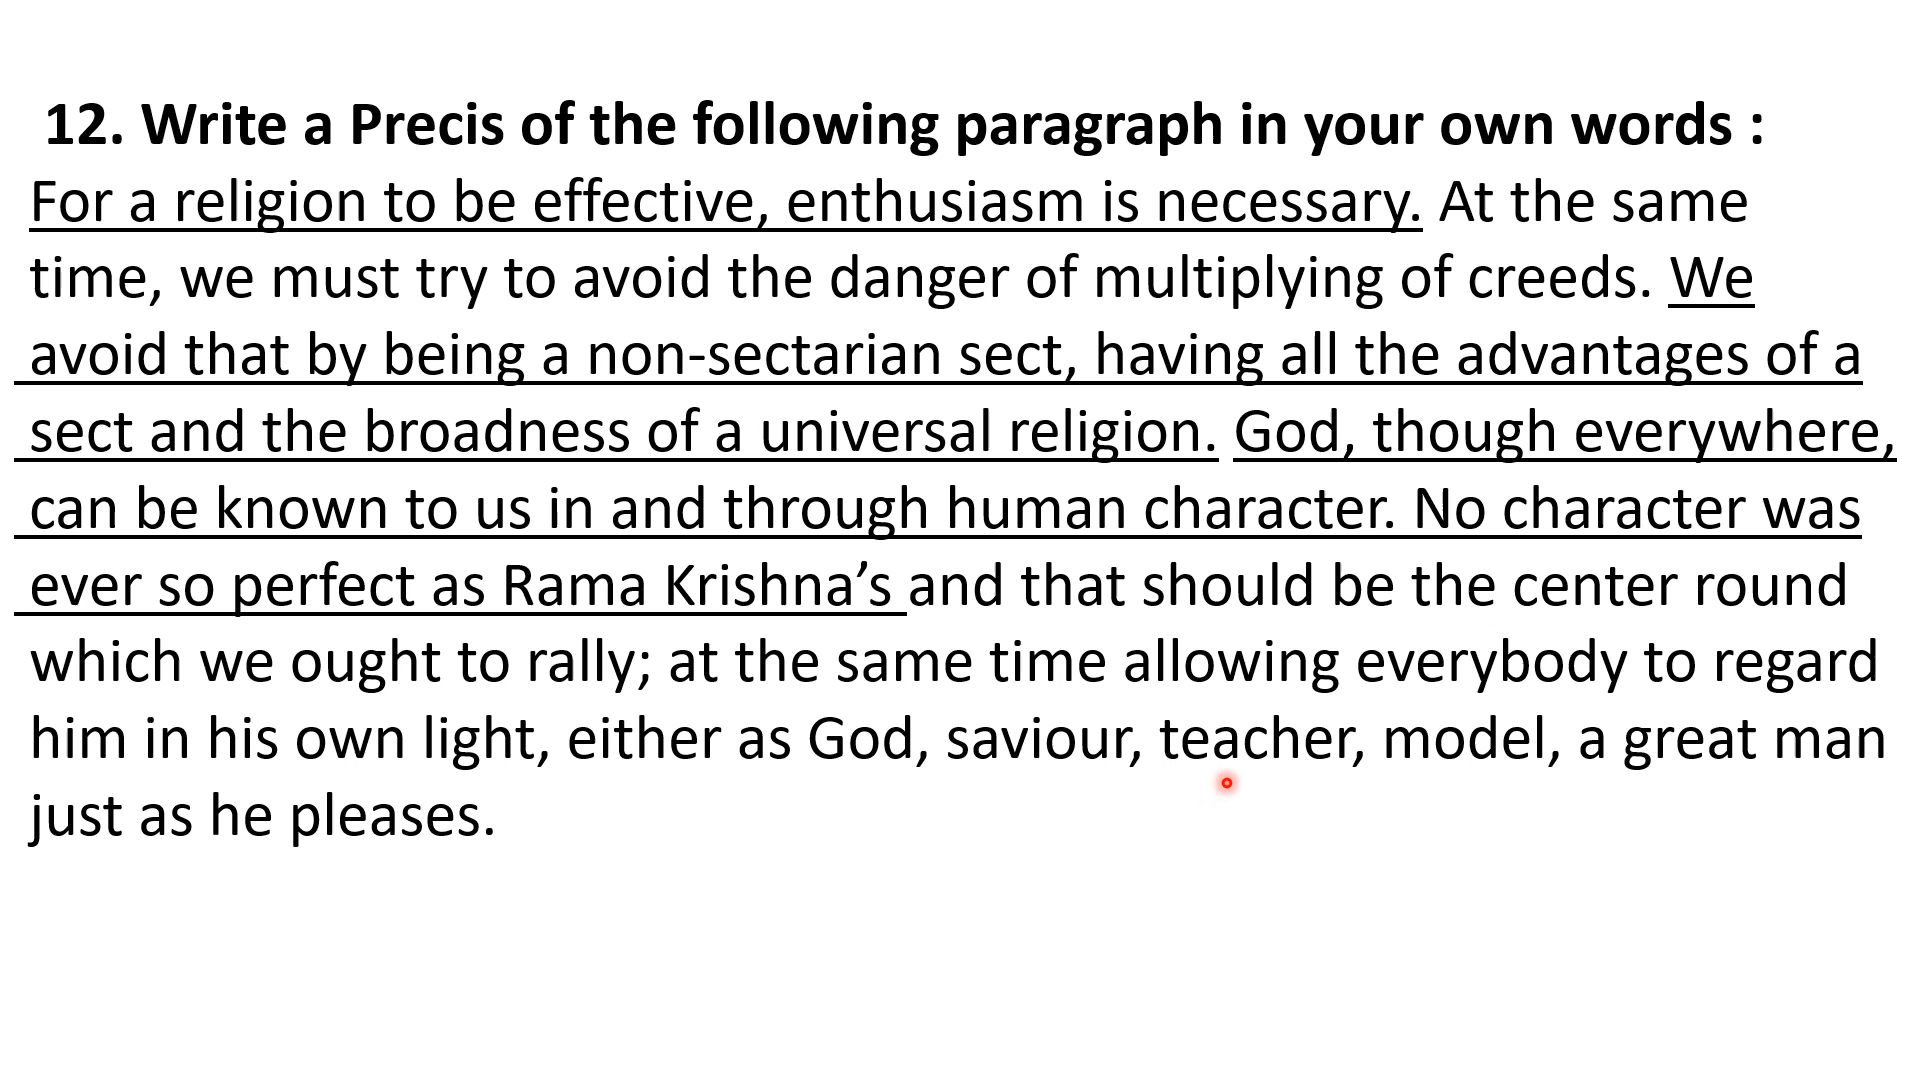 12. Write a Precis of the following paragraph in your own words :
For a religion to be effective, enthusiasm is necessary. At the same
time, we must try to avoid the danger of multiplying of creeds. We
avoid that by being a non-sectarian sect, having all the advantages of a
sect and the broadness of a universal religion. God, though everywhere,
can be known to us in and through human character. No character was
ever so perfect as Rama Krishna’s and that should be the center round
which we ought to rally; at the same time allowing everybody to regard
him in his own light, either as God, saviour, teacher, model, a great man
just as he pleases.